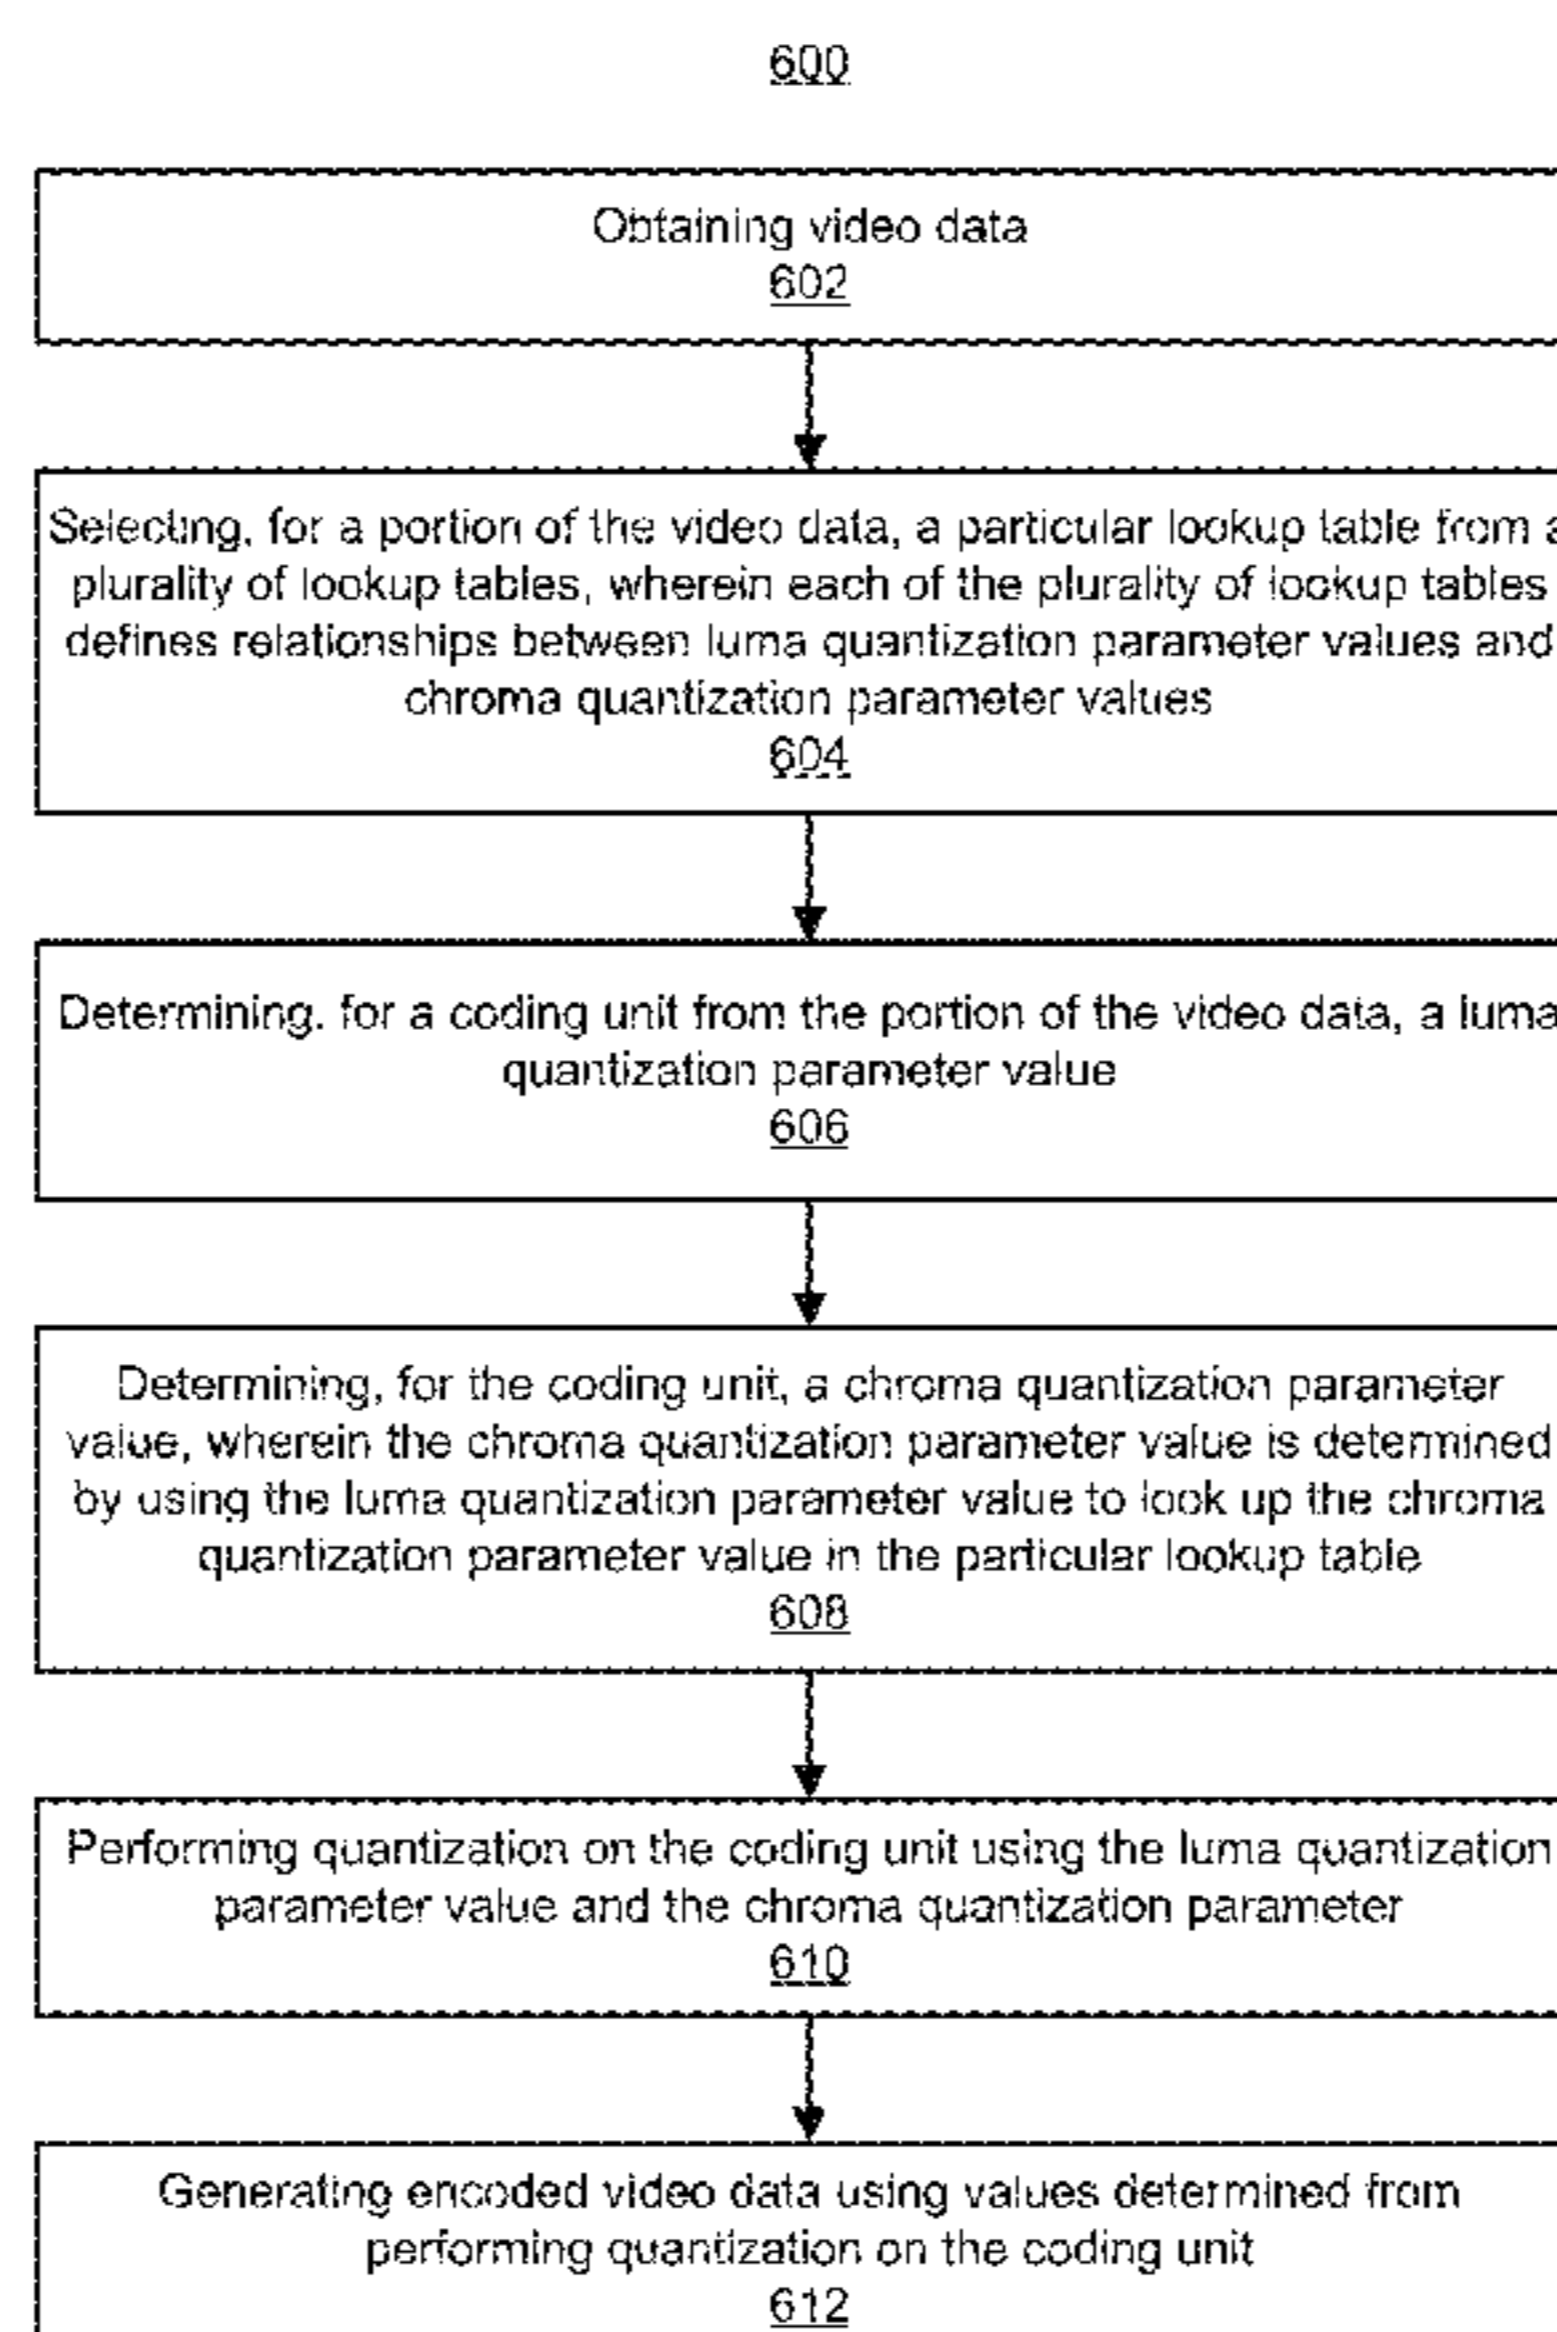 600
Obtaining video data
602
Selecting, for a portion of the video data, a particular lookup table from a
plurality of lookup tables, wherein each of the plurality of lookup tables
defines relationships between luma quantization parameter values and
chroma quantization parameter values
604
Determining, for a coding unit from the portion of the video data, a luma
quantization parameter value
606
Determining, for the coding unit, a chroma quantization parameter
value, wherein the chroma quantization parameter value is determined
by using the luma quantization parameter value to look up the chroma
quantization parameter value in the particular lookup table
608
Performing quantization on the coding unit using the luma quantization
parameter value and the chroma quantization parameter
610
Generating encoded video data using values determined from
performing quantization on the coding unit
612